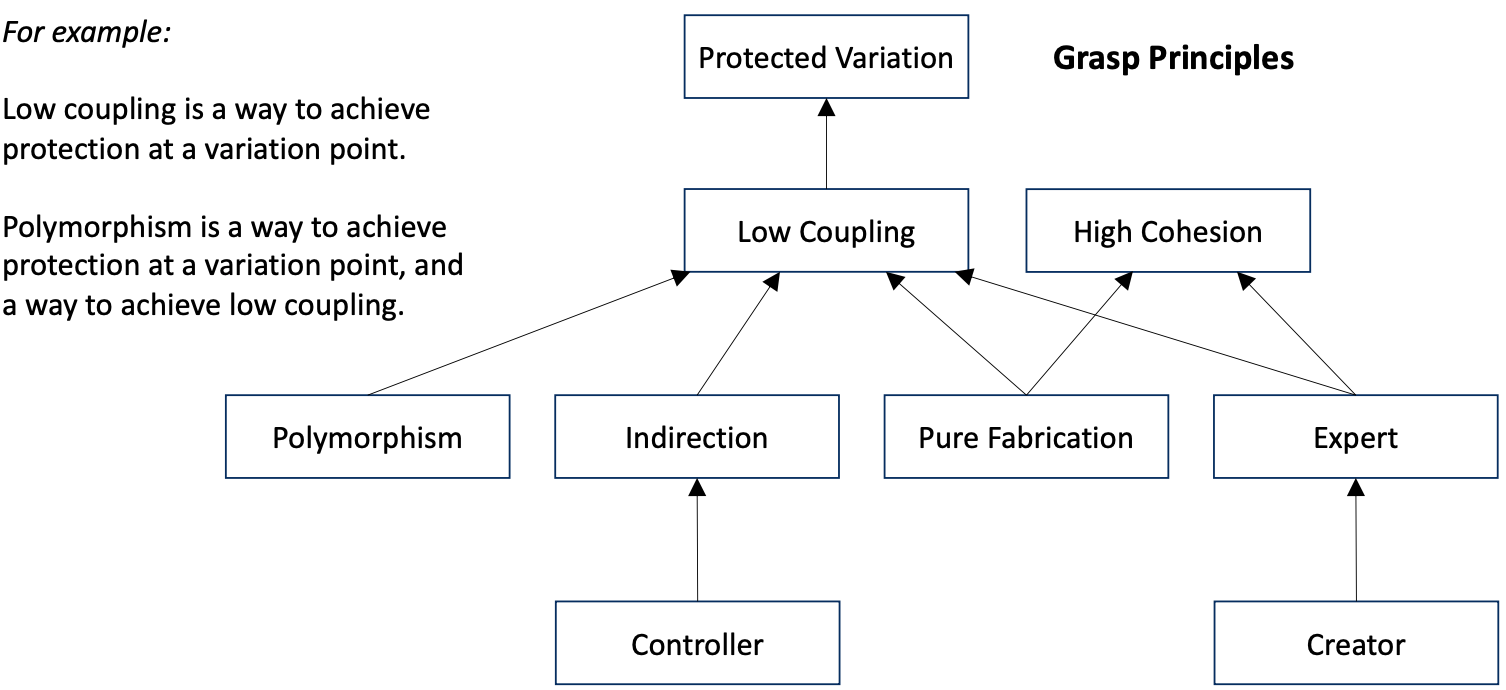 For example:
Protected Variation
Grasp Principles
Low coupling is a way to achieve
protection at a variation point.
Polymorphism is a way to achieve
protection at a variation point, and
a way to achieve low coupling.
Low Coupling
High Cohesion
Polymorphism
Indirection
Pure Fabrication
Expert
Controller
Creator